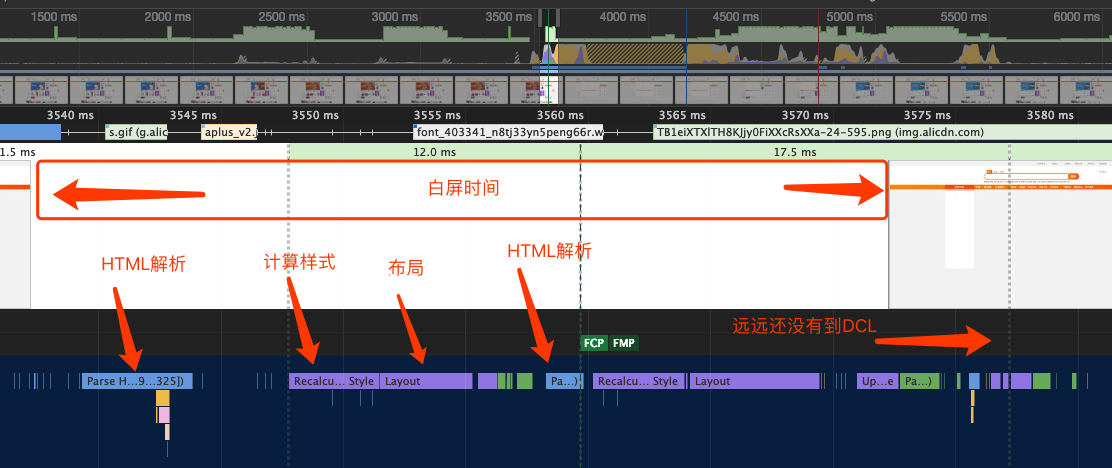 1500 ms 2000 ms 2500 ms 3000 ms 3500 ms 4000 ms 4500 ms 5000 ms 5500 ms 6000 ms
3540 ms 3545 ms 3550 ms 3555 ms 3560 ms 3565 ms 3570 ms 3575 ms 3580 ms
s.gif (g.alic aplus_v2.j font_403341_n8tj33yn5peng66r.w TB1eiXTXlTH8KJjy0FiXXcRsXXa-24-595.png (img.alicdn.com)
1.5 ms 12.0 ms 17.5 ms
白屏时间
HTML解析 计算样式 布局 HTML解析
远远还没有到DCL
FCP FMP
Parse H...9...325]) Recalcu... Style Layout Pa...) Recalcu... Style Layout Up...e Pa...)